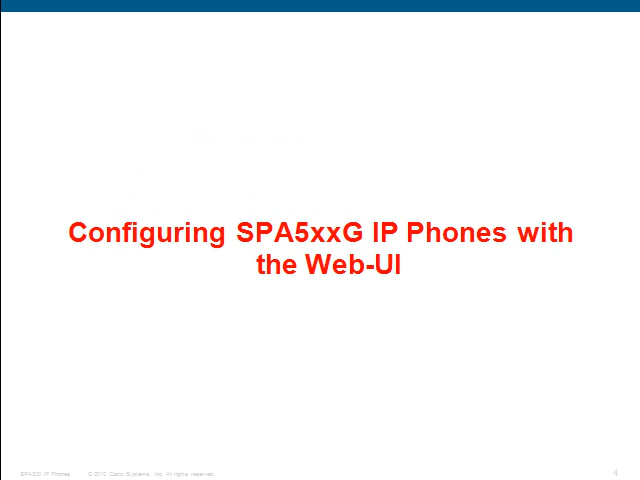 Configuring SPA5xxG IP Phones with
the Web-UI
SPA500 IP Phones © 2010 Cisco Systems, Inc. All rights reserved. 4